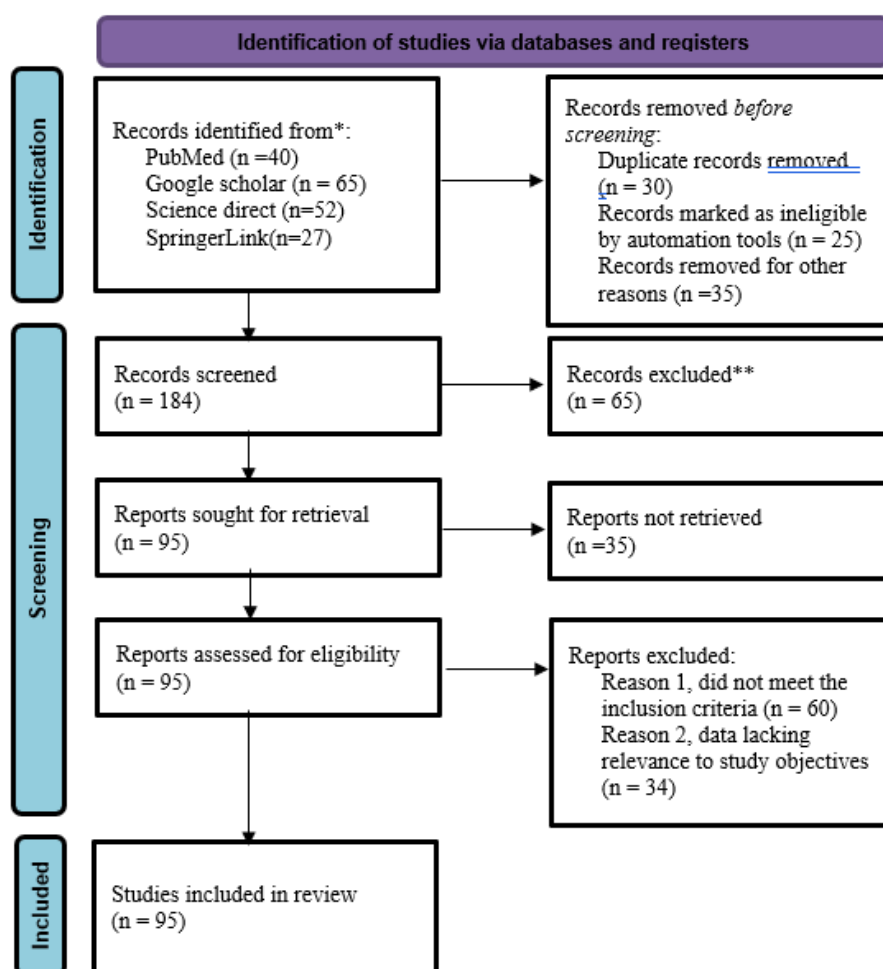 Identification of studies via databases and registers
Identification
Records identified from*:
PubMed (n =40)
Google scholar (n = 65)
Science direct (n=52)
SpringerLink(n=27)
Records removed before
screening:
Duplicate records removed
(n = 30)
Records marked as ineligible
by automation tools (n = 25)
Records removed for other
reasons (n =35)
Screening
Records screened
(n = 184)
Records excluded**
(n = 65)
Reports sought for retrieval
(n = 95)
Reports not retrieved
(n =35)
Reports assessed for eligibility
(n = 95)
Reports excluded:
Reason 1, did not meet the
inclusion criteria (n = 60)
Reason 2, data lacking
relevance to study objectives
(n = 34)
Included
Studies included in review
(n = 95)